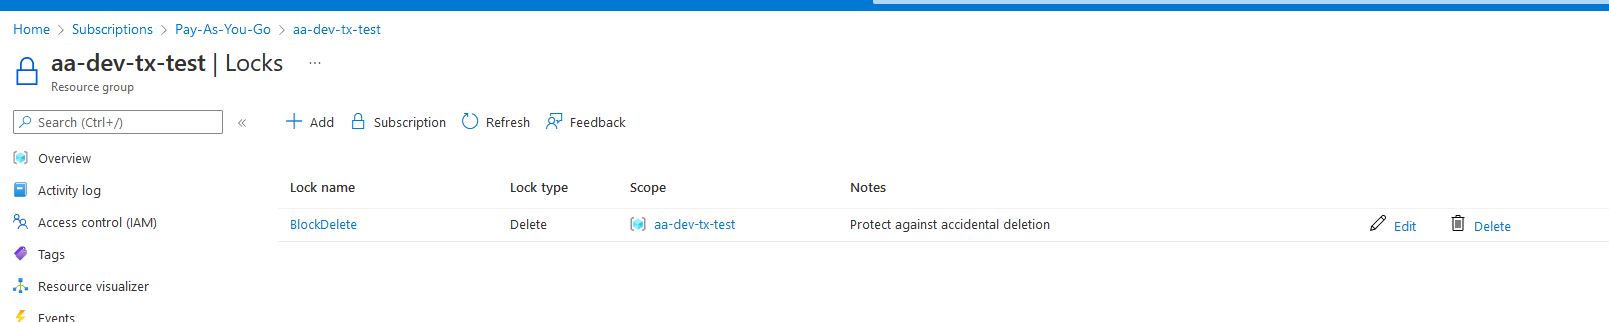 Home > Subscriptions > Pay-As-You-Go > aa-dev-tx-test
aa-dev-tx-test | Locks ...
Resource group
Search (Ctrl+/) « Add Subscription Refresh Feedback
Overview
Activity log
Access control (IAM)
Tags
Resource visualizer
Events
Lock name Lock type Scope Notes
BlockDelete Delete aa-dev-tx-test Protect against accidental deletion Edit Delete